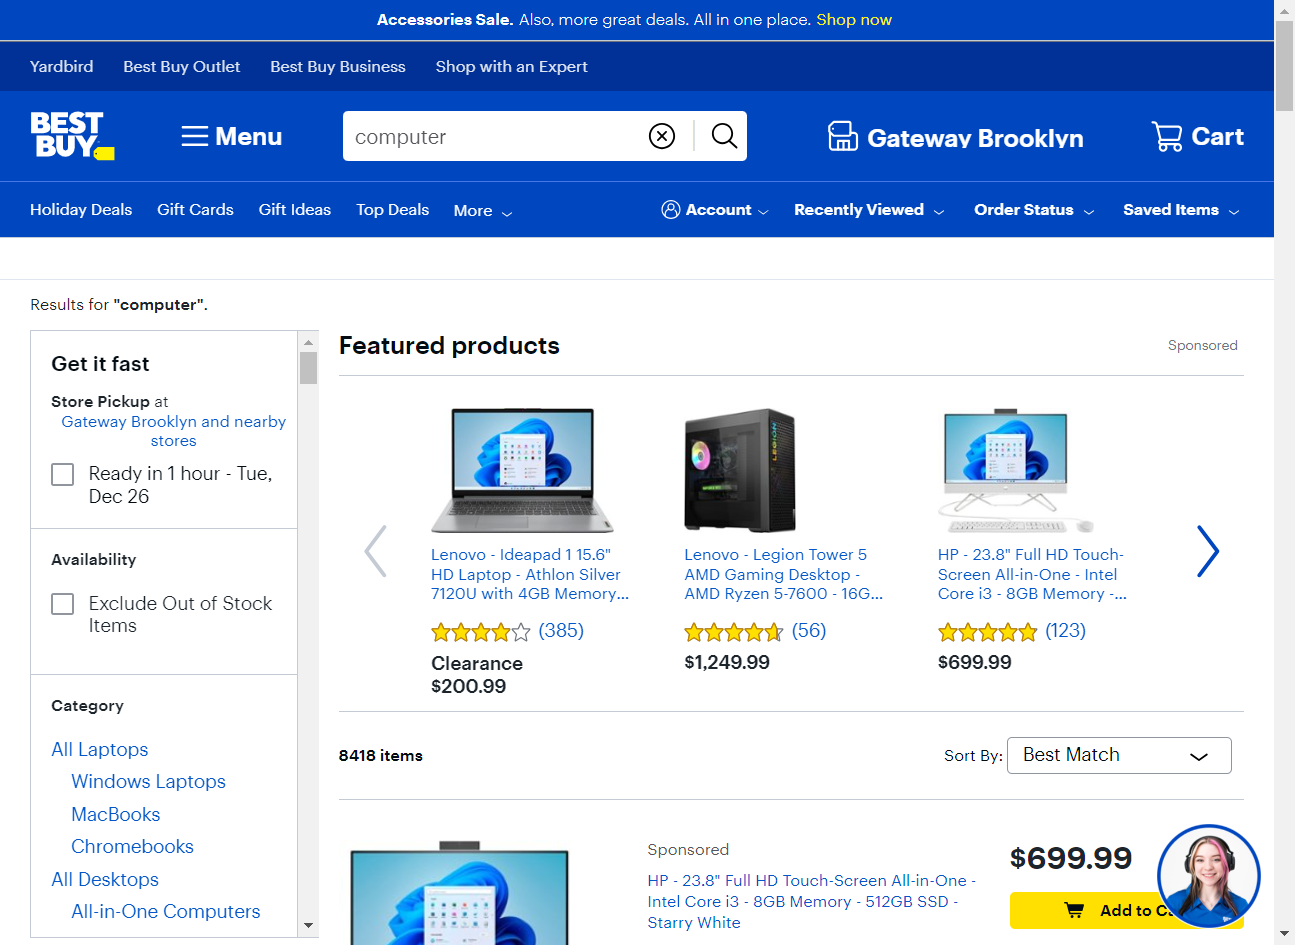 Accessories Sale. Also, more great deals. All in one place. Shop now
Yardbird Best Buy Outlet Best Buy Business Shop with an Expert
BEST BUY
Menu
computer
Gateway Brooklyn
Cart
Holiday Deals Gift Cards Gift Ideas Top Deals More Account Recently Viewed Order Status Saved Items
Results for "computer".
Get it fast
Store Pickup at
Gateway Brooklyn and nearby
stores
Ready in 1 hour - Tue,
Dec 26
Availability
Exclude Out of Stock
Items
Category
All Laptops
Windows Laptops
MacBooks
Chromebooks
All Desktops
All-in-One Computers
Featured products
Sponsored
LEGION
Lenovo - Ideapad 1 15.6"
HD Laptop - Athlon Silver
7120U with 4GB Memory...
(385)
Clearance
$200.99
Lenovo - Legion Tower 5
AMD Gaming Desktop -
AMD Ryzen 5-7600 - 16G...
(56)
$1,249.99
HP - 23.8" Full HD Touch-
Screen All-in-One - Intel
Core i3 - 8GB Memory -...
(123)
$699.99
8418 items
Sort By: Best Match
Sponsored
HP - 23.8" Full HD Touch-Screen All-in-One -
Intel Core i3 - 8GB Memory - 512GB SSD -
Starry White
$699.99
Add to C